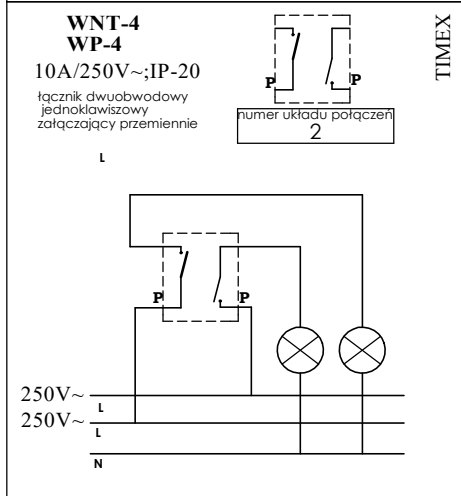 WNT-4
WP-4
10A/250V~;IP-20
łącznik dwuobwodowy
jednoklawiszowy
załączający przemiennie
P P
numer układu połączeń
2
TIMEX
L
P P
250V~
L
250V~
L
N